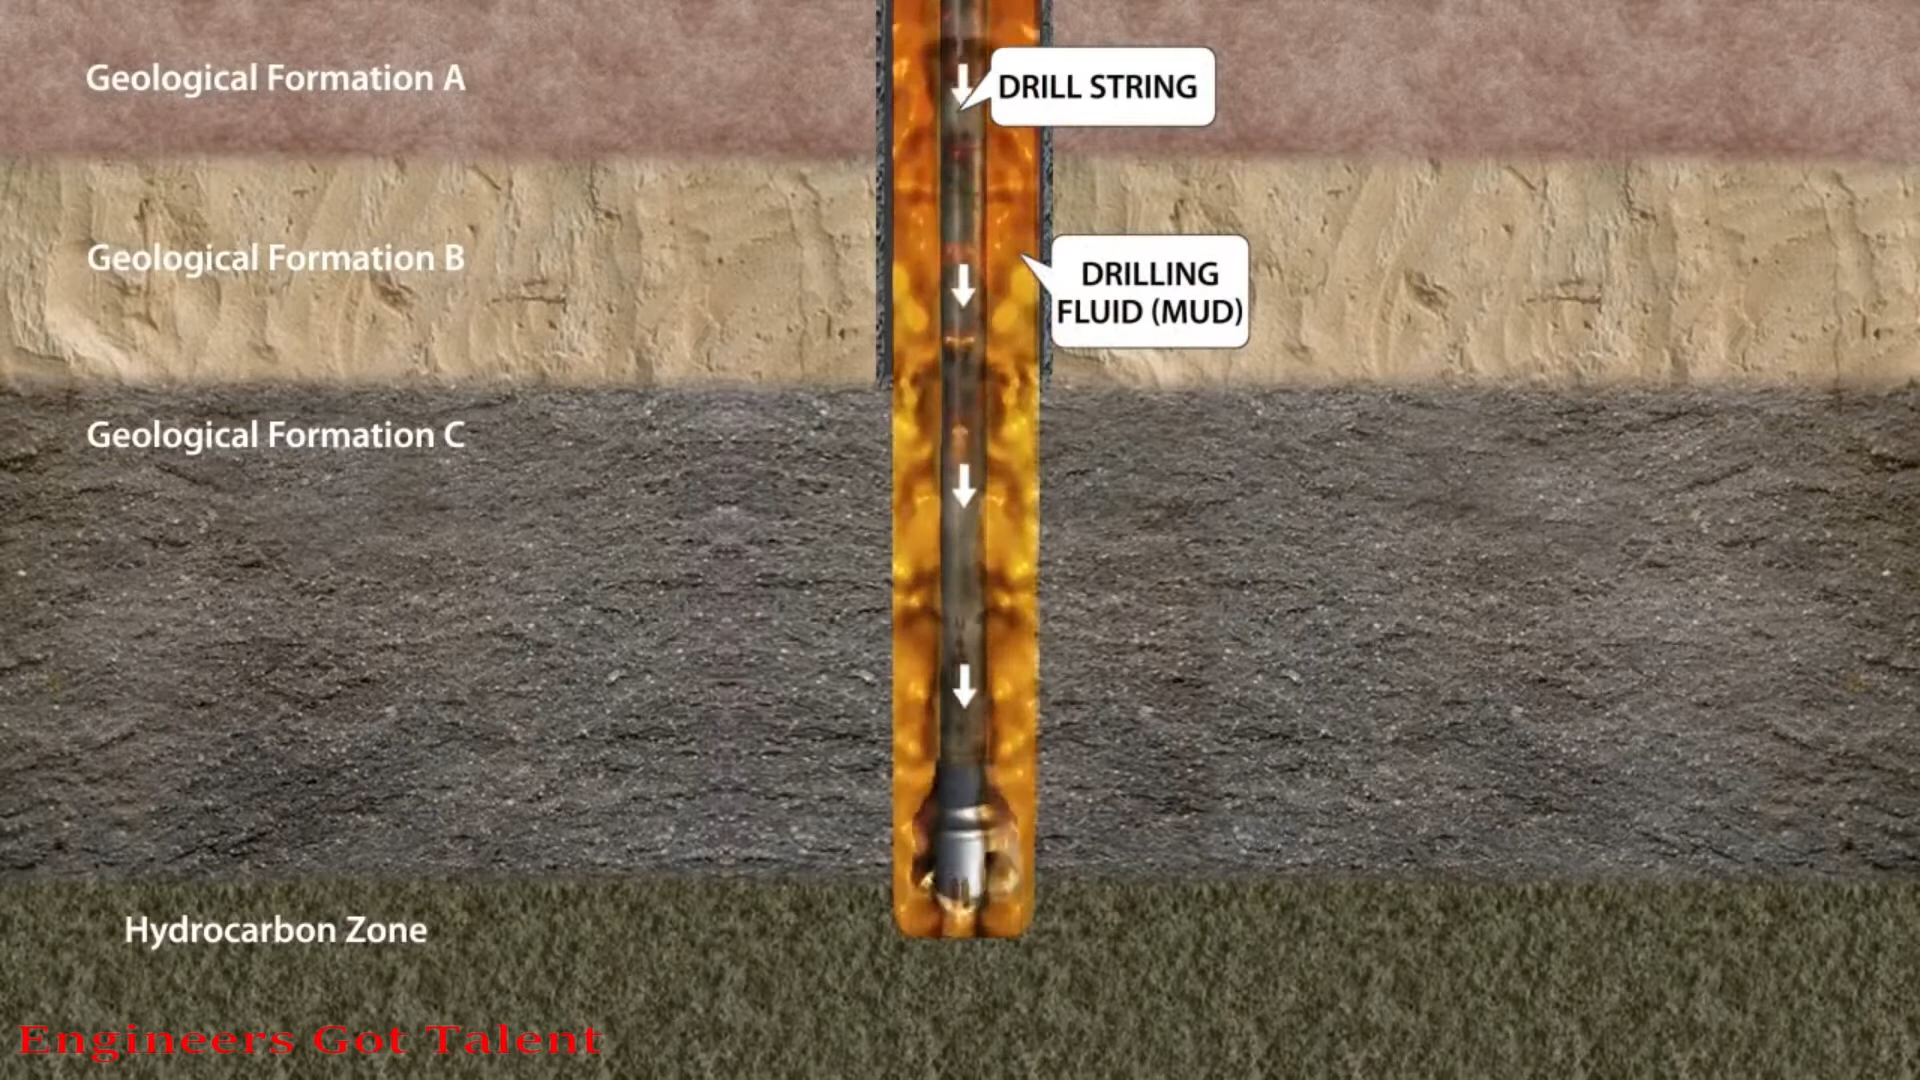 Geological Formation A
DRILL STRING
Geological Formation B
DRILLING
FLUID (MUD)
Geological Formation C
Hydrocarbon Zone
Engineers Got Talent